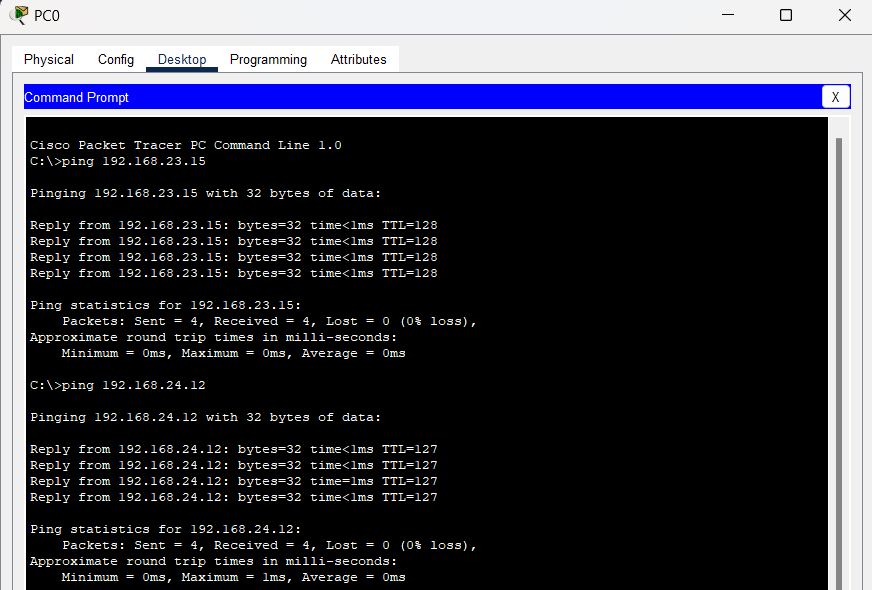 PC0
Physical Config Desktop Programming Attributes
Command Prompt
X
Cisco Packet Tracer PC Command Line 1.0
C:\>ping 192.168.23.15
Pinging 192.168.23.15 with 32 bytes of data:
Reply from 192.168.23.15: bytes=32 time<1ms TTL=128
Reply from 192.168.23.15: bytes=32 time<1ms TTL=128
Reply from 192.168.23.15: bytes=32 time<1ms TTL=128
Reply from 192.168.23.15: bytes=32 time<1ms TTL=128
Ping statistics for 192.168.23.15:
    Packets: Sent = 4, Received = 4, Lost = 0 (0% loss),
Approximate round trip times in milli-seconds:
    Minimum = 0ms, Maximum = 0ms, Average = 0ms
C:\>ping 192.168.24.12
Pinging 192.168.24.12 with 32 bytes of data:
Reply from 192.168.24.12: bytes=32 time<1ms TTL=127
Reply from 192.168.24.12: bytes=32 time<1ms TTL=127
Reply from 192.168.24.12: bytes=32 time=1ms TTL=127
Reply from 192.168.24.12: bytes=32 time<1ms TTL=127
Ping statistics for 192.168.24.12:
    Packets: Sent = 4, Received = 4, Lost = 0 (0% loss),
Approximate round trip times in milli-seconds:
    Minimum = 0ms, Maximum = 1ms, Average = 0ms